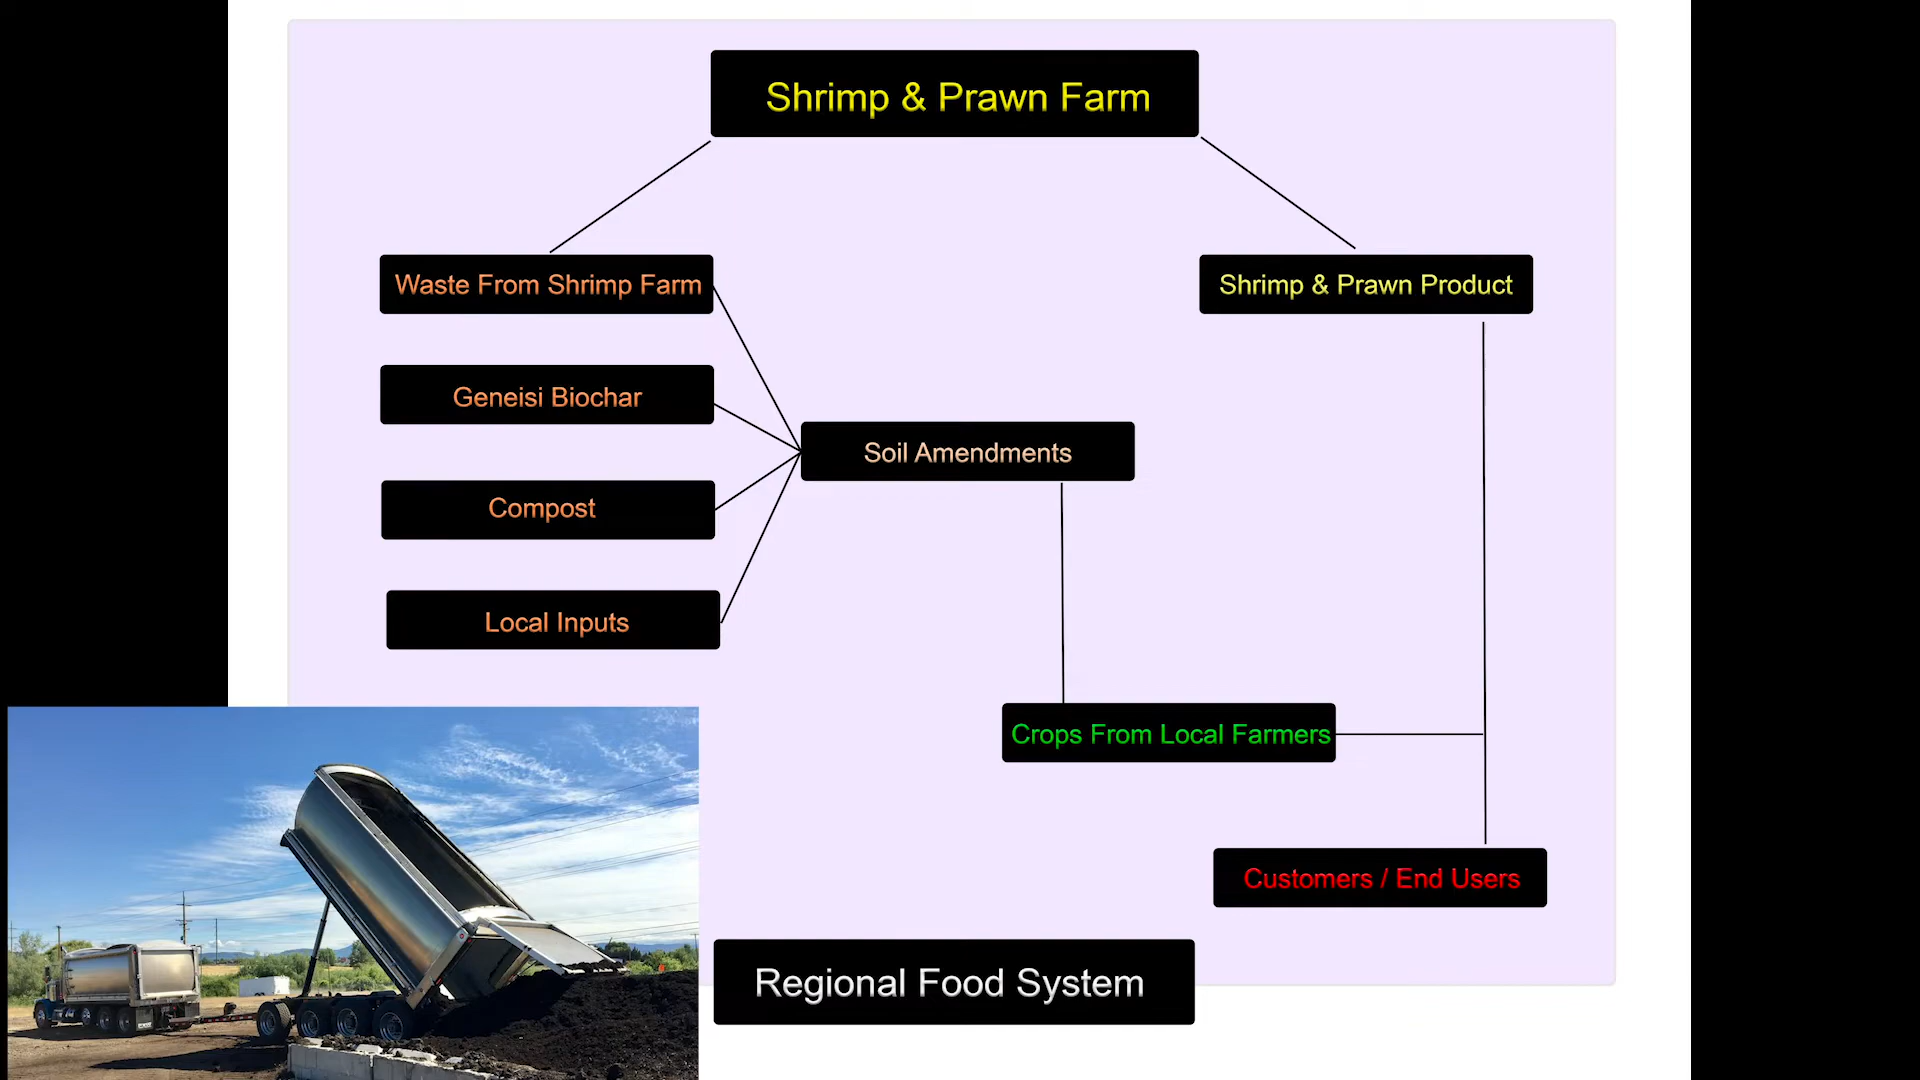 Shrimp & Prawn Farm
Waste From Shrimp Farm
Shrimp & Prawn Product
Geneisi Biochar
Soil Amendments
Compost
Local Inputs
Crops From Local Farmers
Customers / End Users
Regional Food System